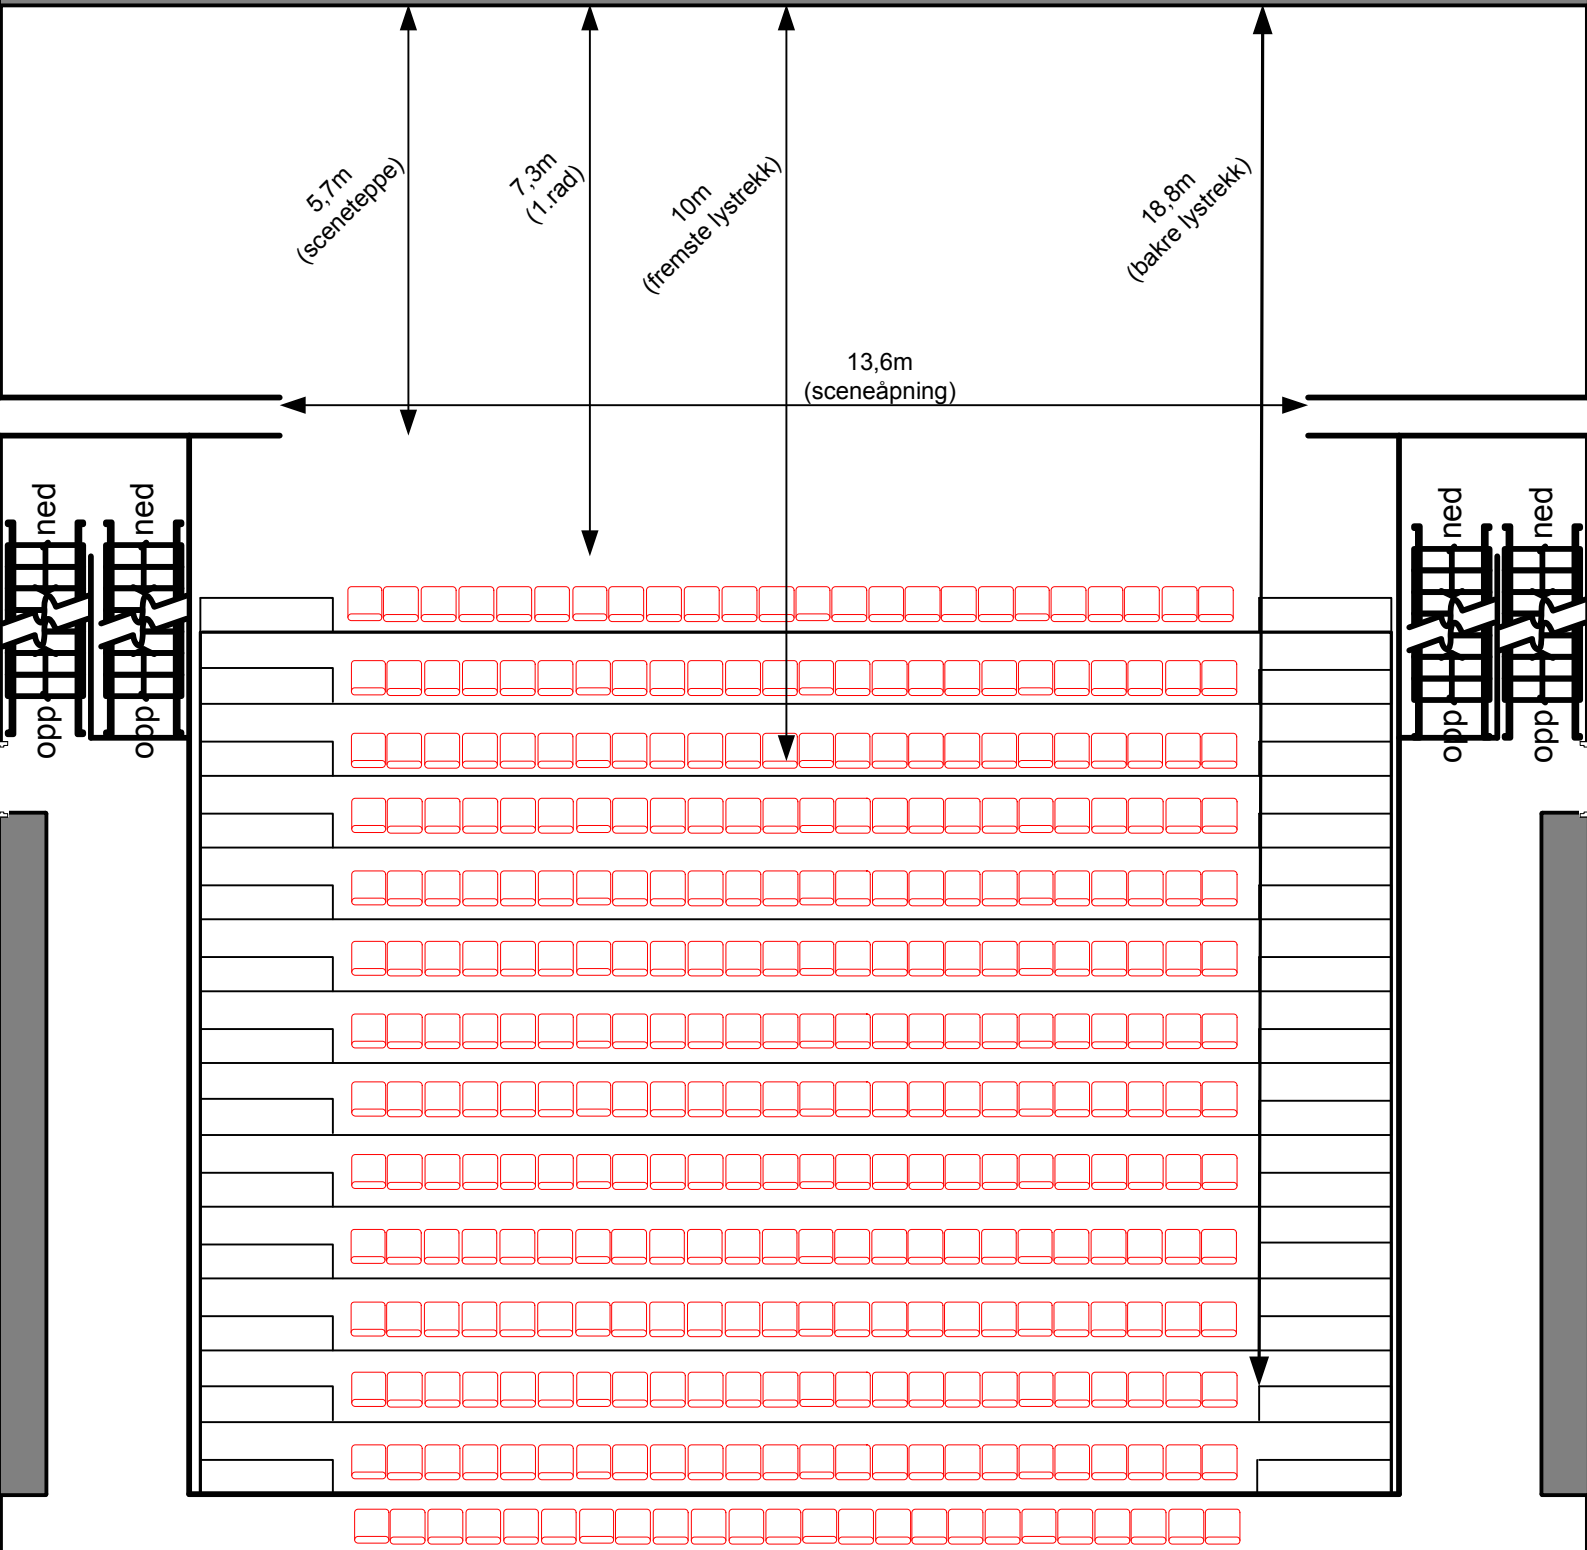 5,7m
(sceneteppe)
7,3m
(1.rad)
10m
(fremste lystrekk)
18,8m
(bakre lystrekk)
13,6m
(sceneåpning)
ned
ned
ned
ned
opp
opp
opp
opp